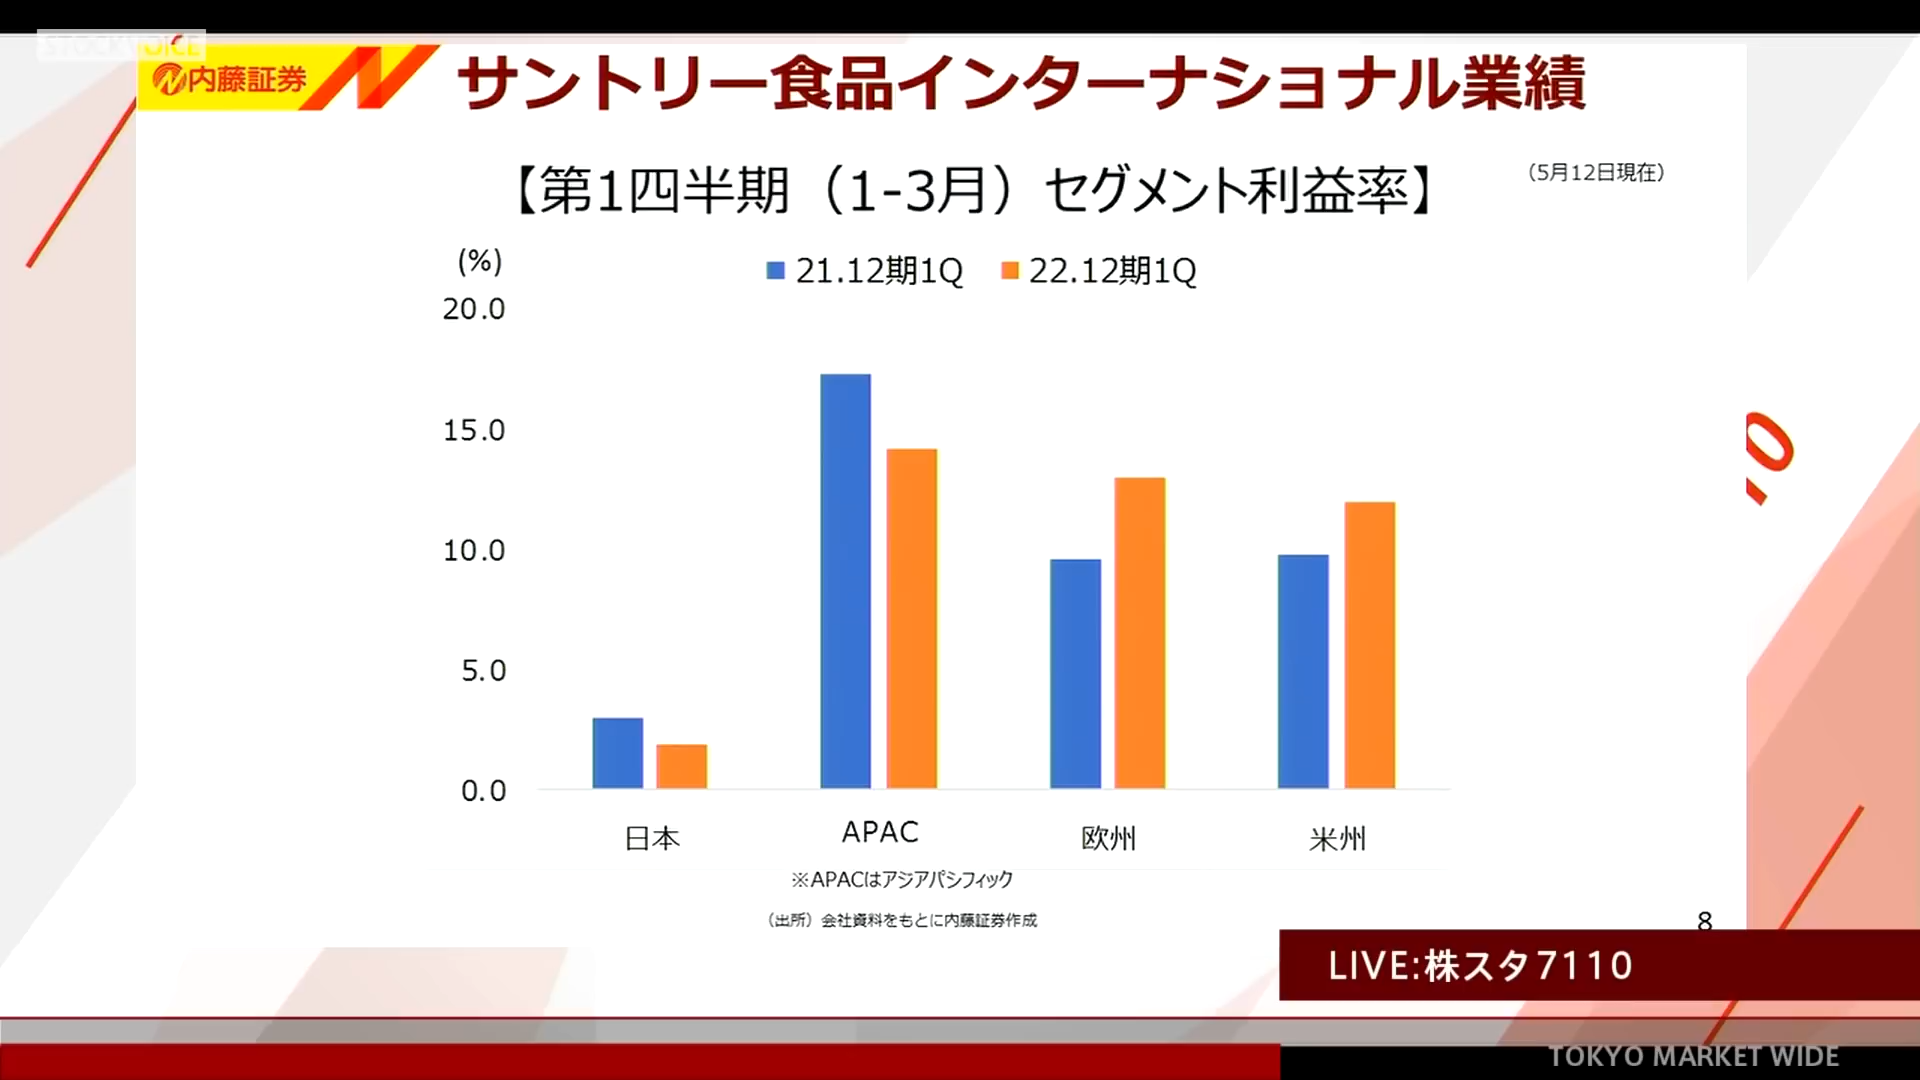 STOCKVOICE
内藤証券
サントリー食品インターナショナル業績
【第1四半期（1-3月）セグメント利益率】
（5月12日現在）
(%)
21.12期1Q 22.12期1Q
20.0
15.0
10.0
5.0
0.0
日本 APAC 欧州 米州
※APACはアジアパシフィック
（出所）会社資料をもとに内藤証券作成
8
10
LIVE:株スタ7110
TOKYO MARKET WIDE